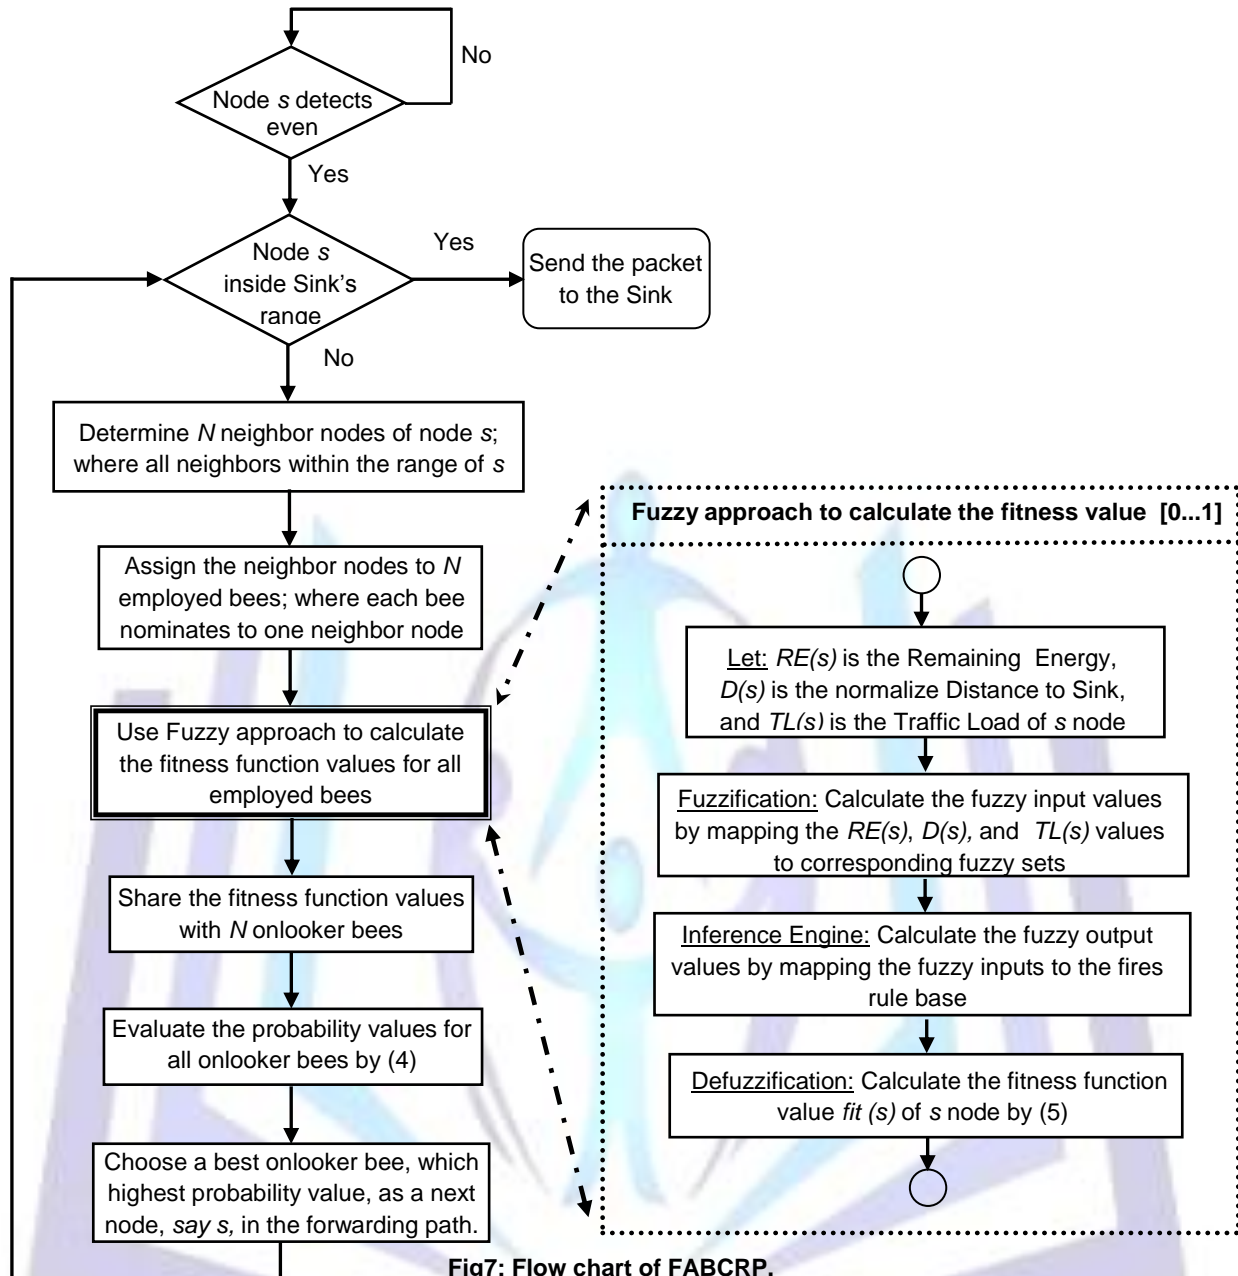 No
Node s detects
even
Yes
Node s
inside Sink's
range
Yes
Send the packet
to the Sink
No
Determine N neighbor nodes of node s;
where all neighbors within the range of s
Assign the neighbor nodes to N
employed bees; where each bee
nominates to one neighbor node
Use Fuzzy approach to calculate
the fitness function values for all
employed bees
Share the fitness function values
with N onlooker bees
Evaluate the probability values for
all onlooker bees by (4)
Choose a best onlooker bee, which
highest probability value, as a next
node, say s, in the forwarding path.
Fuzzy approach to calculate the fitness value [0...1]
Let: RE(s) is the Remaining Energy,
D(s) is the normalize Distance to Sink,
and TL(s) is the Traffic Load of s node
Fuzzification: Calculate the fuzzy input values
by mapping the RE(s), D(s), and TL(s) values
to corresponding fuzzy sets
Inference Engine: Calculate the fuzzy output
values by mapping the fuzzy inputs to the fires
rule base
Defuzzification: Calculate the fitness function
value fit (s) of s node by (5)
Fig7: Flow chart of FABCRP.